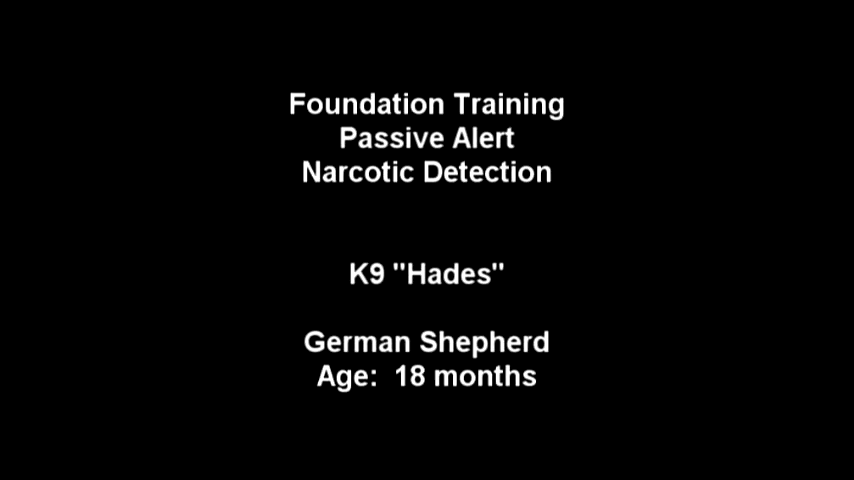 Foundation Training
Passive Alert
Narcotic Detection
K9 "Hades"
German Shepherd
Age:  18 months